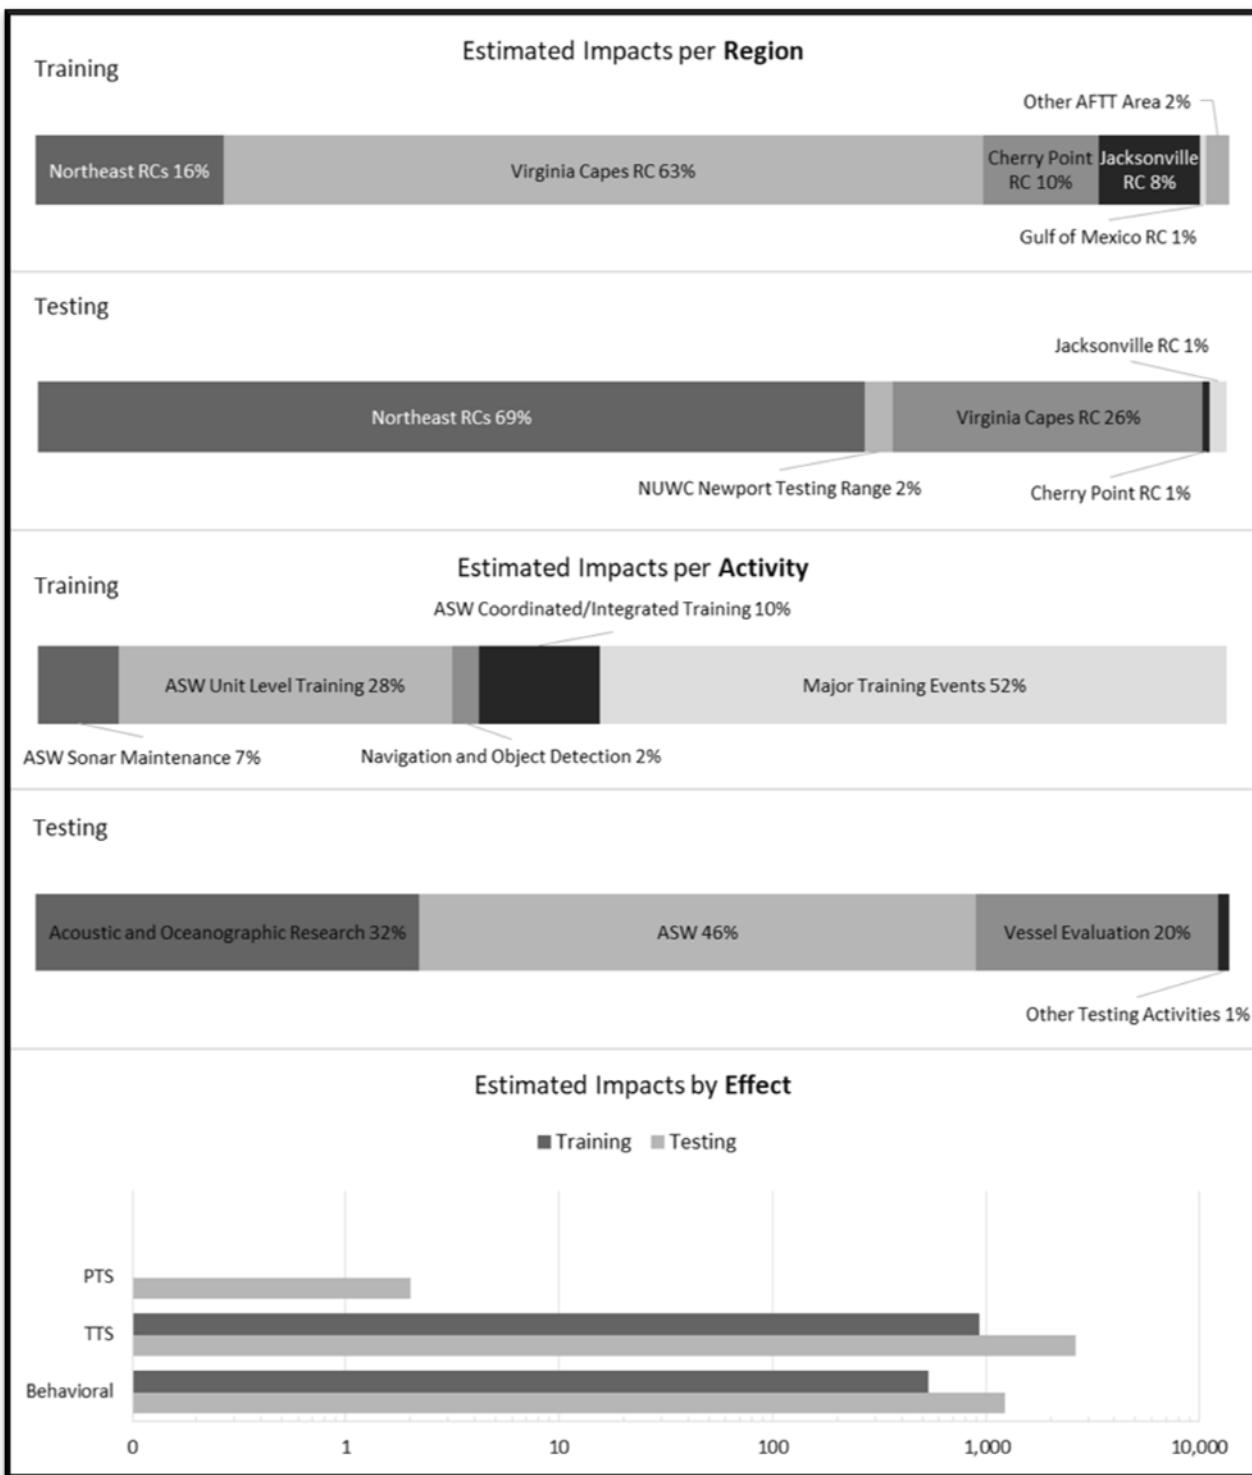 Estimated Impacts per Region
Training
Other AFTT Area 2%
Northeast RCs 16%
Virginia Capes RC 63%
Cherry Point
RC 10%
Jacksonville
RC 8%
Gulf of Mexico RC 1%
Testing
Jacksonville RC 1%
Northeast RCs 69%
Virginia Capes RC 26%
NUWC Newport Testing Range 2%
Cherry Point RC 1%
Estimated Impacts per Activity
Training
ASW Coordinated/Integrated Training 10%
ASW Unit Level Training 28%
Major Training Events 52%
ASW Sonar Maintenance 7%
Navigation and Object Detection 2%
Testing
Acoustic and Oceanographic Research 32%
ASW 46%
Vessel Evaluation 20%
Other Testing Activities 1%
Estimated Impacts by Effect
Training
Testing
PTS
TTS
Behavioral
0
1
10
100
1,000
10,000